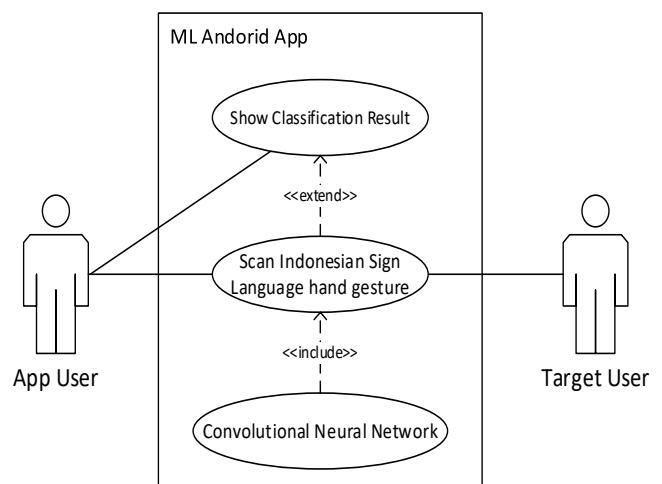 ML Andorid App
Show Classification Result
<<extend>>
Scan Indonesian Sign
Language hand gesture
<<include>>
App User
Target User
Convolutional Neural Network